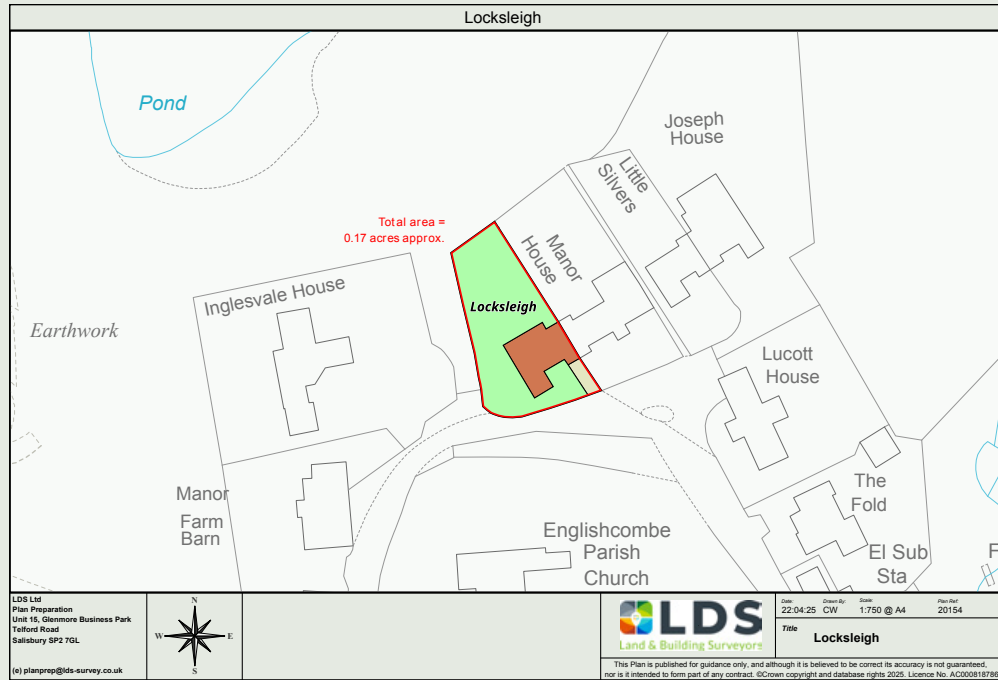 Locksleigh
Pond
Joseph
House
Little
Silvers
Total area =
0.17 acres approx.
Manor
House
Inglesvale House
Locksleigh
Earthwork
Lucott
House
Manor
Farm
Barn
The
Fold
Englishcombe
Parish
Church
El Sub
Sta
LDS Ltd
Plan Preparation
Unit 15, Glenmore Business Park
Telford Road
Salisbury SP2 7GL
(e) planprep@lds-survey.co.uk
N
W E
S
LDS
Land & Building Surveyors
Date: Drawn By: Scale: Plan Ref:
22:04:25 CW 1:750 @ A4 20154
Title
Locksleigh
This Plan is published for guidance only, and although it is believed to be correct its accuracy is not guaranteed,
nor is it intended to form part of any contract. ©Crown copyright and database rights 2025. Licence No. AC000818786